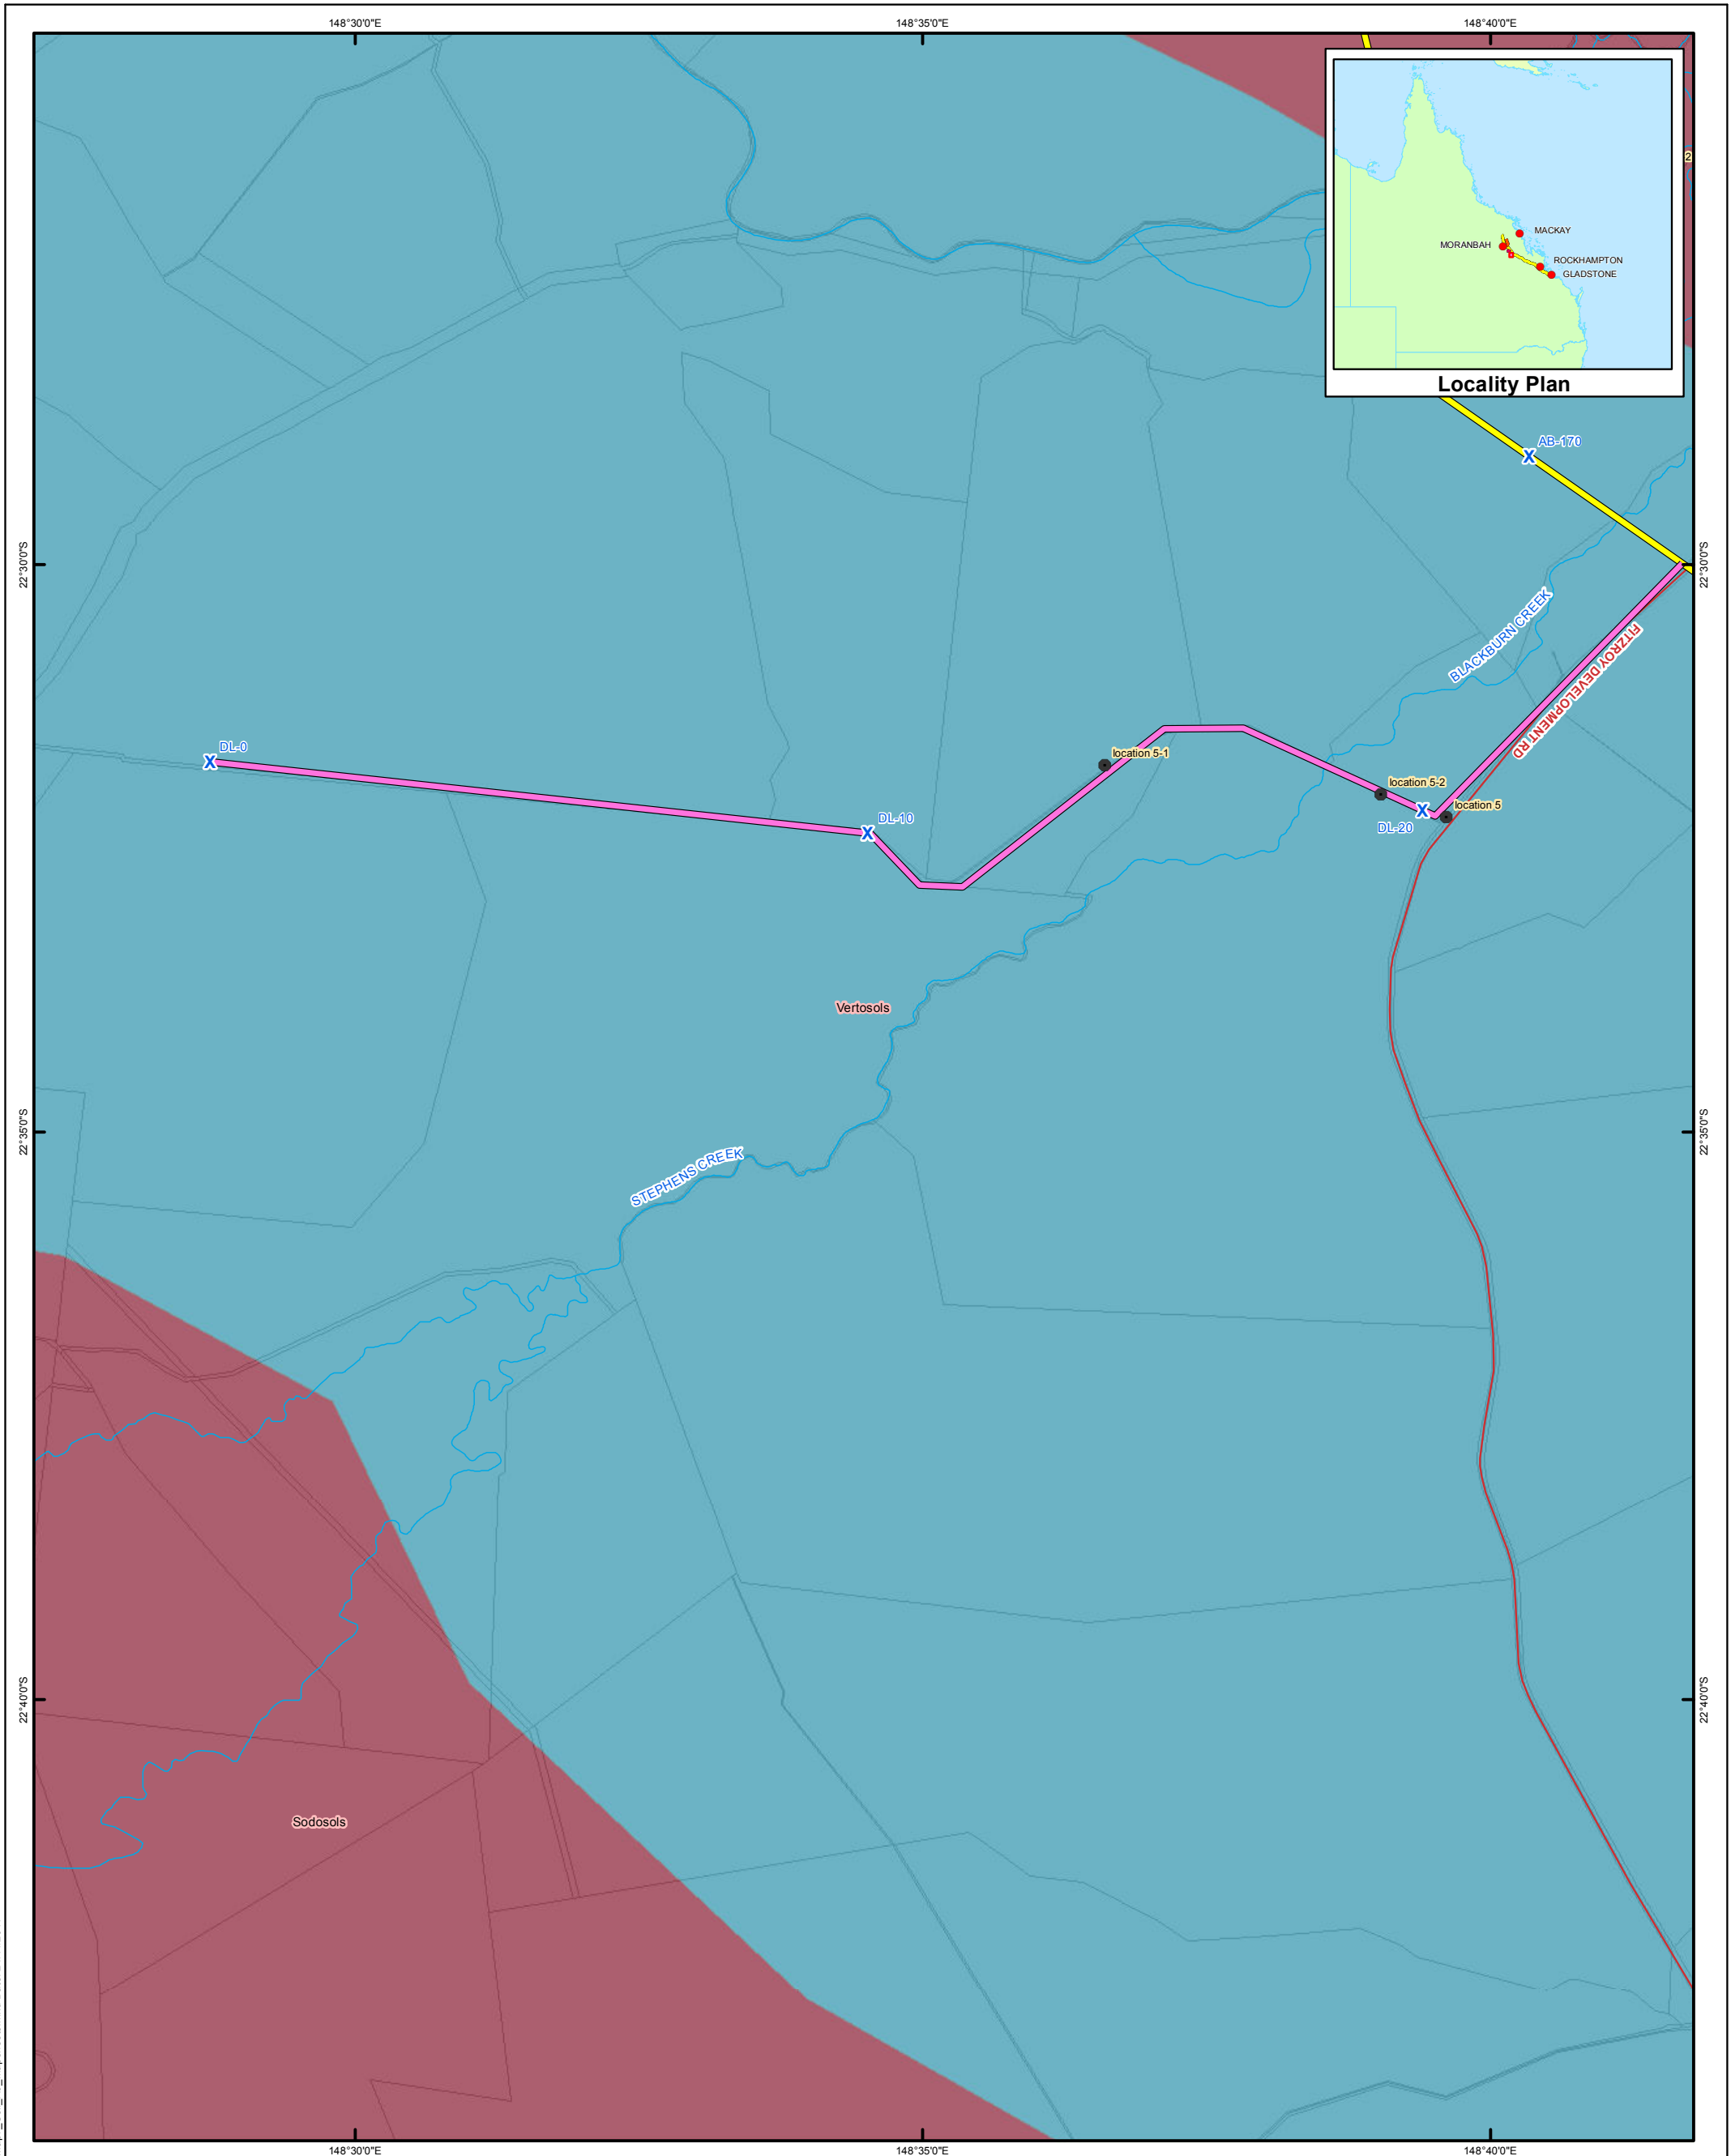 148°30'0"E
148°35'0"E
148°40'0"E
2
MACKAY
MORANBAH
ROCKHAMPTON
GLADSTONE
Locality Plan
AB-170
22°30'0"S
22°30'0"S
BLACKBURN CREEK
FITZROY DEVELOPMENT RD
DL-0
location 5-1
location 5-2
location 5
DL-10
DL-20
Vertosols
22°35'0"S
22°35'0"S
STEPHENS CREEK
22°40'0"S
22°40'0"S
Sodosols
148°30'0"E
148°35'0"E
148°40'0"E